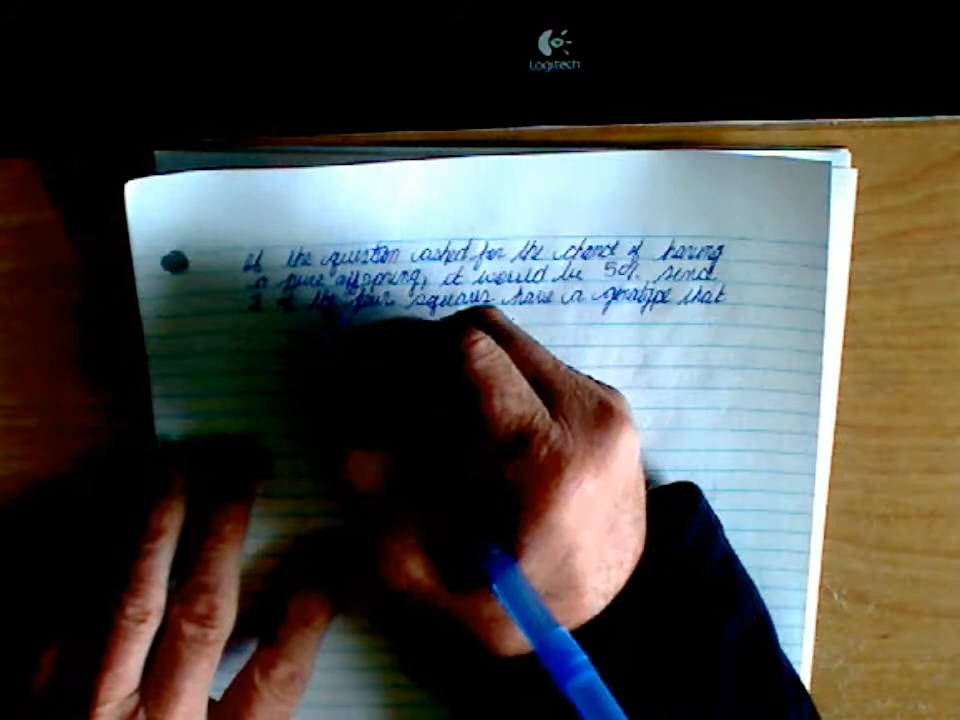 Logitech
If the question asked for the chance of having
a pure offspring, it would be 50%, since
2 of the four squares have a genotype that